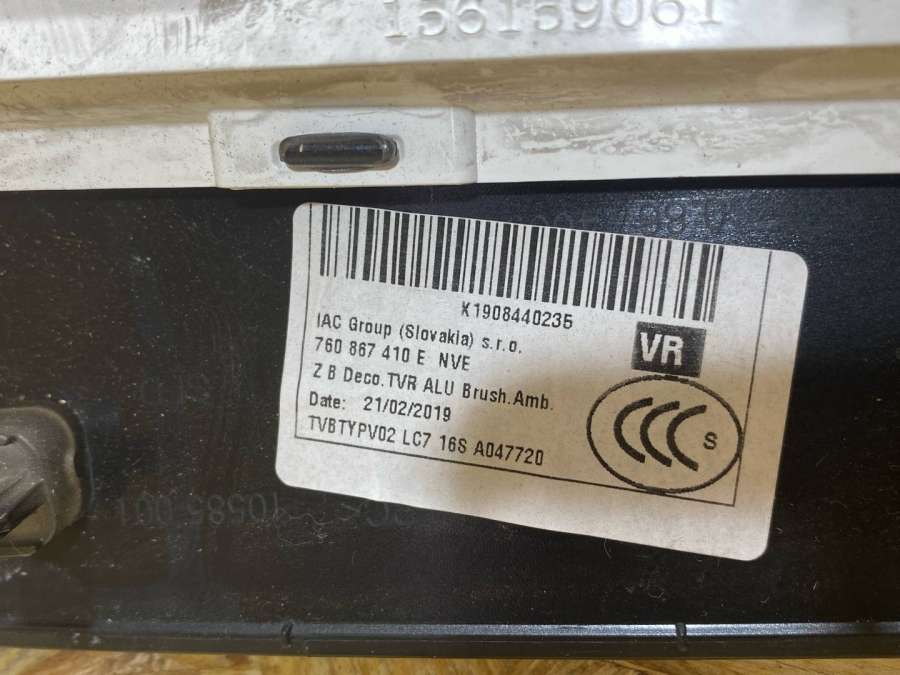 156159061
K1908440235
IAC Group (Slovakia) s.r.o.
760 867 410 E NVE
VR
Z B Deco.TVR ALU Brush.Amb.
Date: 21/02/2019
TVBTYPV02 LC7 16S A047720
CCC S